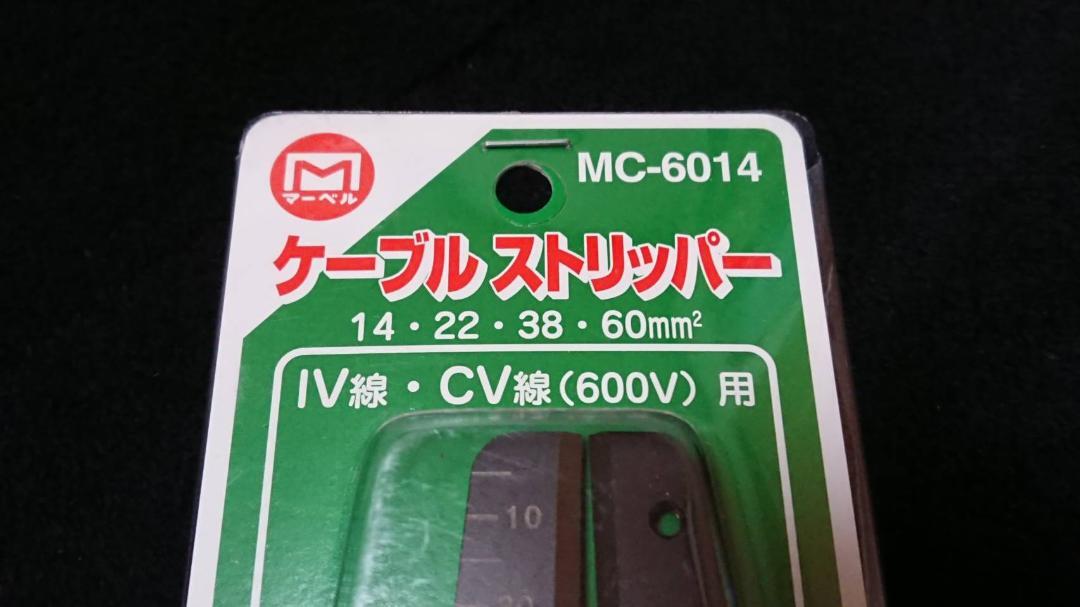 M
マーベル
MC-6014
ケーブル ストリッパー
14・22・38・60mm²
IV線・CV線(600V)用
10